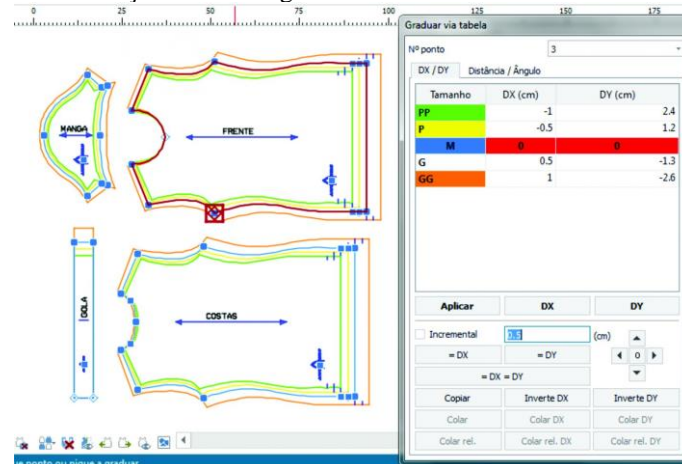 0 25 50 75 100 125 150 175
Graduar via tabela
Nº ponto 3
DX / DY Distância / Ângulo
Tamanho DX (cm) DY (cm)
PP -1 2.4
P -0.5 1.2
M 0 0
G 0.5 -1.3
GG 1 -2.6
Aplicar DX DY
Incremental 0.5 (cm)
= DX = DY 0
= DX = DY
Copiar Inverte DX Inverte DY
Colar Colar DX Colar DY
Colar rel. Colar rel. DX Colar rel. DY
MANGA
FRENTE
GOLA
COSTAS
ponto ou pique a graduar